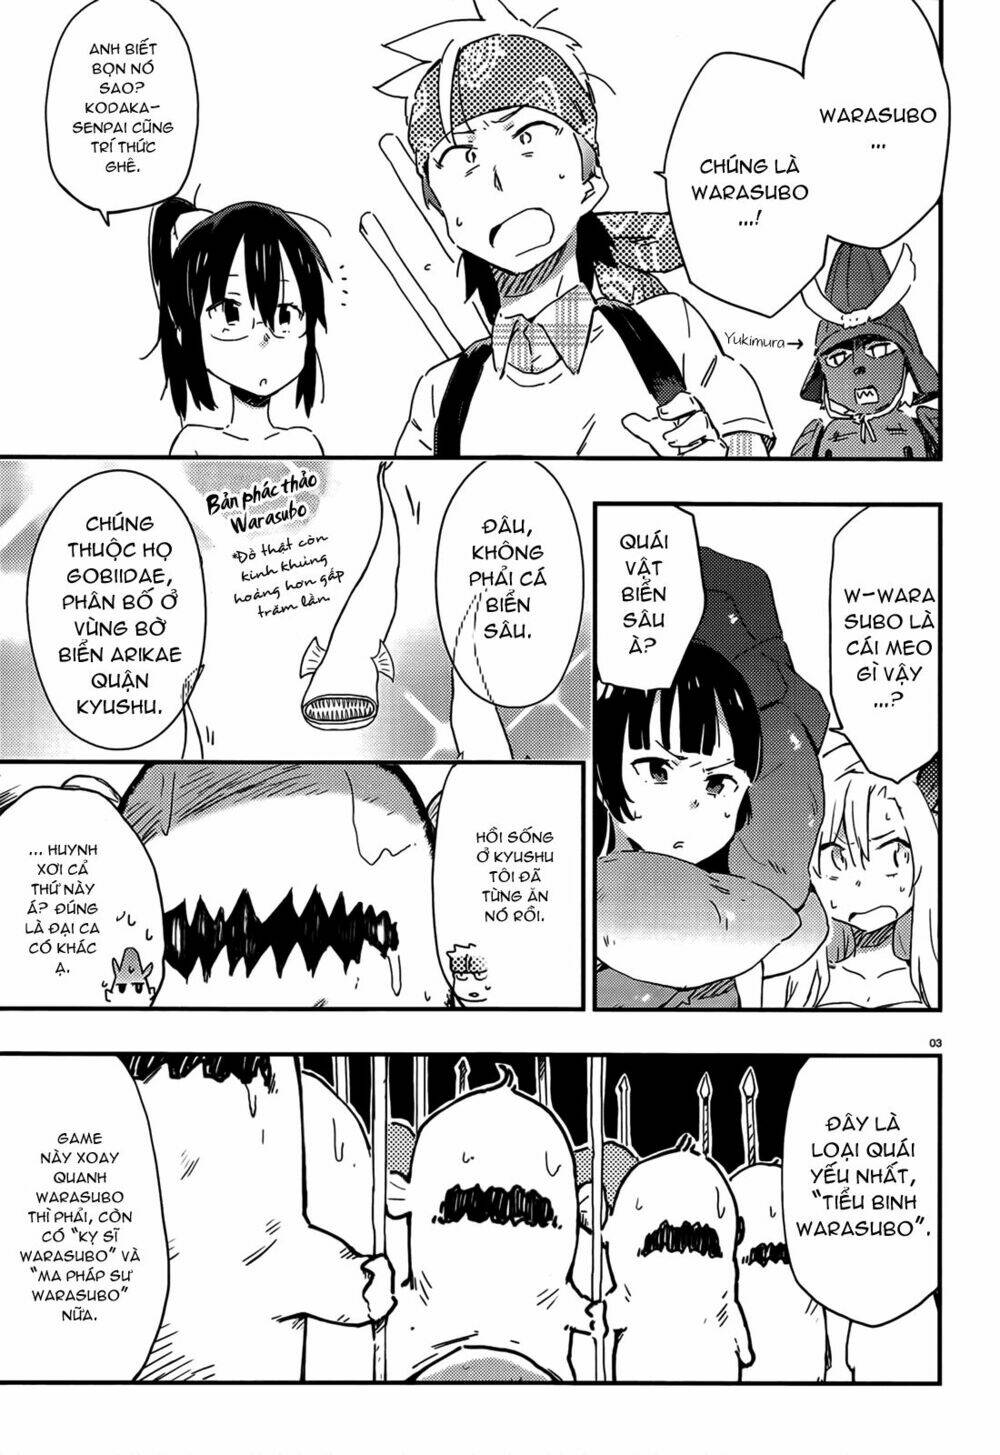 WARASUBO
...
CHÚNG LÀ
WARASUBO
...!
Yukimura→
ANH BIẾT
BỌN NÓ
SAO?
KODAKA-
SENPAI CŨNG
TRÍ THỨC
GHÊ.
W-WARA
SUBO LÀ
CÁI MEO
GÌ VẬY
...?
QUÁI
VẬT
BIỂN
SÂU
À?
ĐÂU,
KHÔNG
PHẢI CÁ
BIỂN
SÂU.
Bản phác thảo
Warasubo
*Đồ thật còn
kinh khủng
hoảng hơn gấp
trăm lần.
CHÚNG
THUỘC HỌ
GOBIIDAE,
PHÂN BỐ Ở
VÙNG BỜ
BIỂN ARIKAE
QUẬN
KYUSHU.
HỒI SỐNG
Ở KYUSHU
TÔI ĐÃ
TỪNG ĂN
NÓ RỒI.
... HUYNH
XƠI CẢ
THỨ NÀY
Á? ĐÚNG
LÀ ĐẠI CA
CÓ KHÁC
Ạ.
03
ĐÂY LÀ
LOẠI QUÁI
YẾU NHẤT,
"TIỂU BINH
WARASUBO".
GAME
NÀY XOAY
QUANH
WARASUBO
THÌ PHẢI, CÒN
CÓ "KỴ SĨ
WARASUBO" VÀ
"MA PHÁP SƯ
WARASUBO"
NỮA.